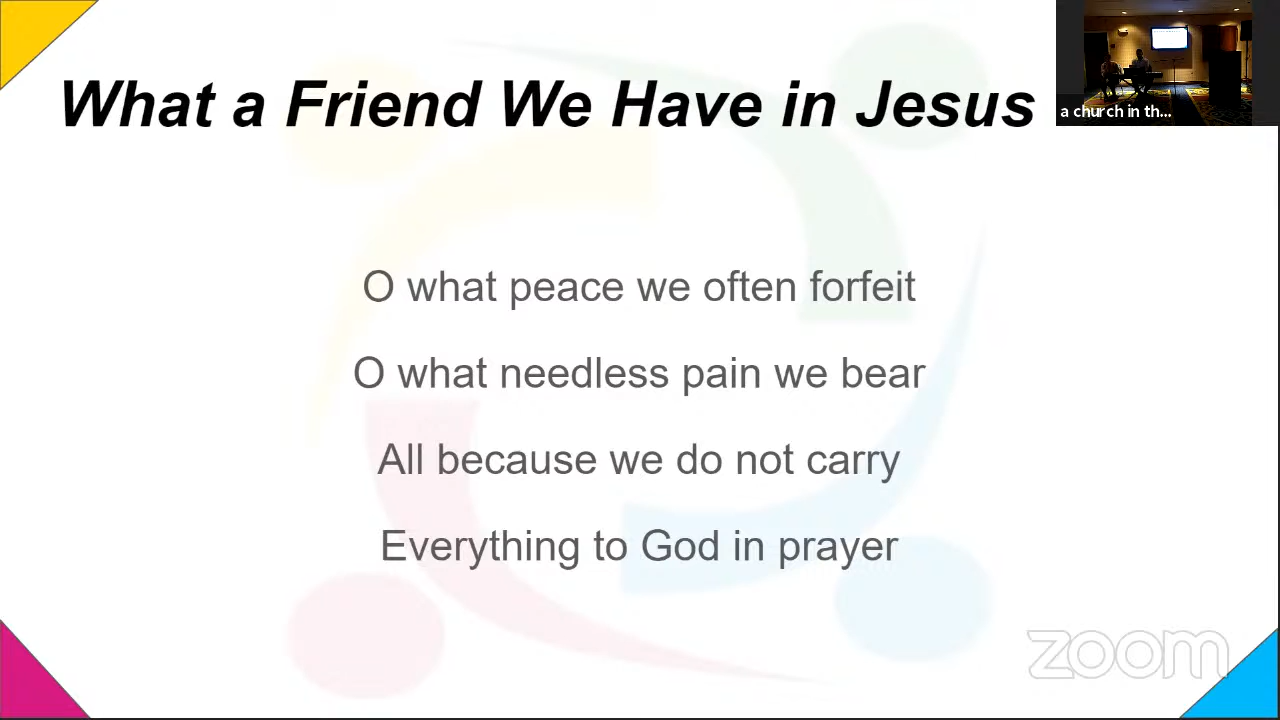 What a Friend We Have in Jesus
a church in th...
O what peace we often forfeit
O what needless pain we bear
All because we do not carry
Everything to God in prayer
zoom